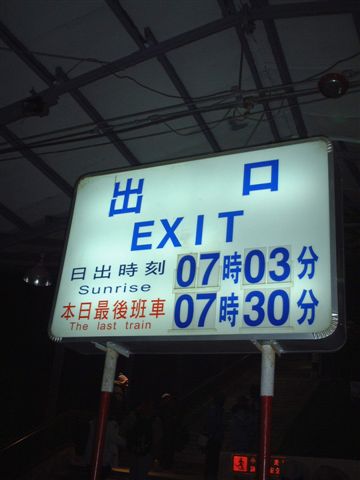 出口
EXIT
日出時刻 07時03分
Sunrise
本日最後班車 07時30分
The last train